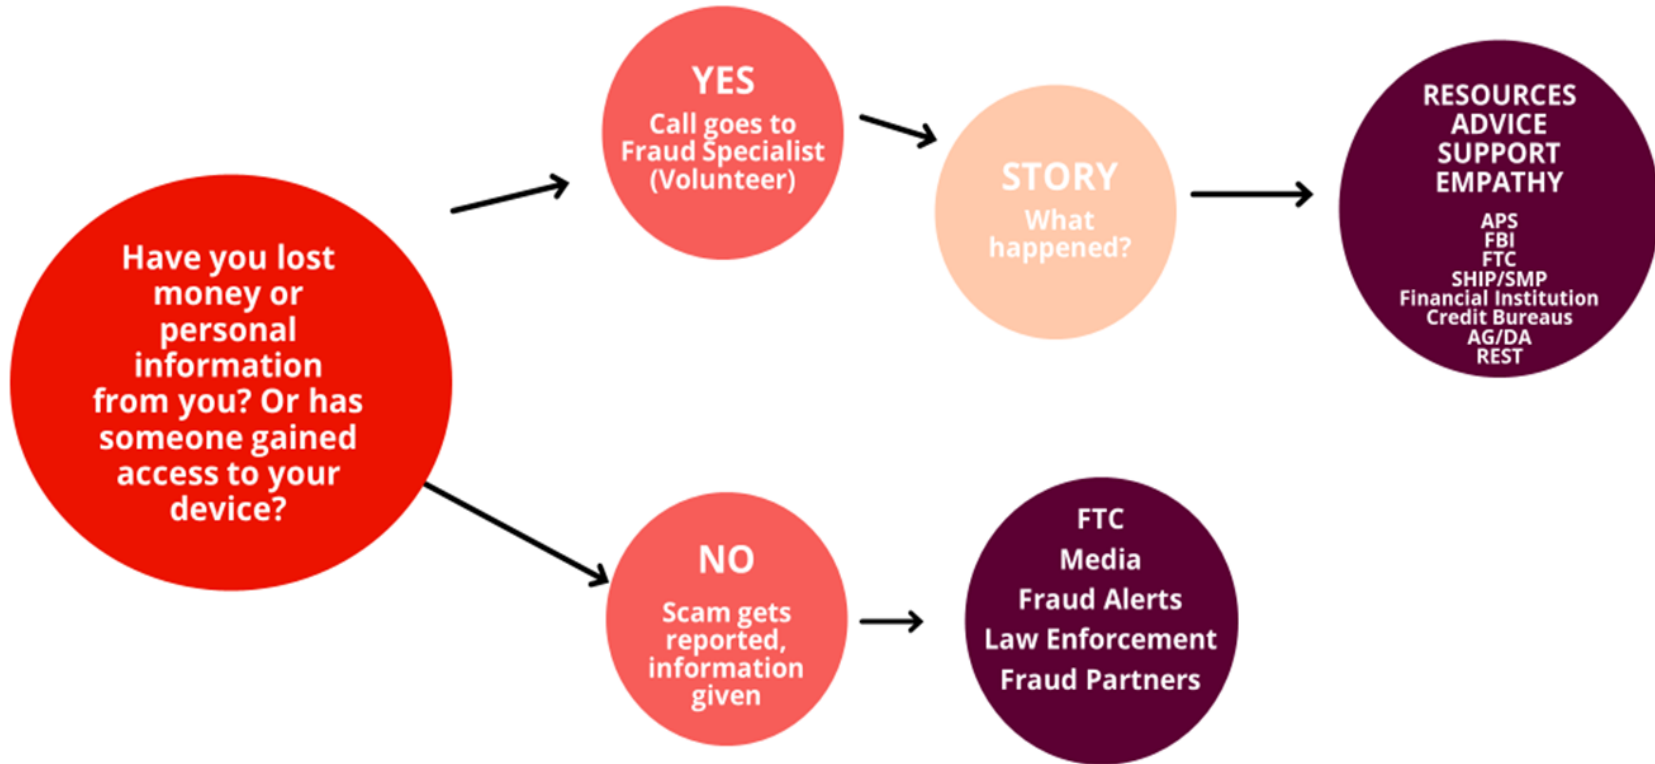 Have you lost
money or
personal
information
from you? Or has
someone gained
access to your
device?
YES
Call goes to
Fraud Specialist
(Volunteer)
STORY
What
happened?
RESOURCES
ADVICE
SUPPORT
EMPATHY
APS
FBI
FTC
SHIP/SMP
Financial Institution
Credit Bureaus
AG/DA
REST
NO
Scam gets
reported,
information
given
FTC
Media
Fraud Alerts
Law Enforcement
Fraud Partners